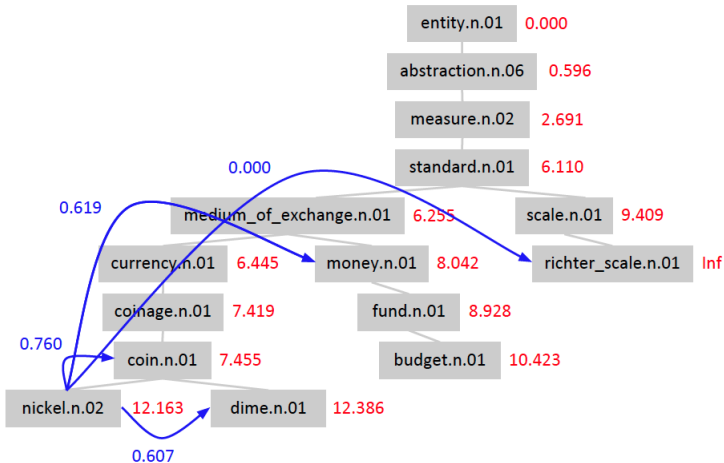 entity.n.01 0.000
abstraction.n.06 0.596
measure.n.02 2.691
0.000
standard.n.01 6.110
0.619
medium_of_exchange.n.01 6.255 scale.n.01 9.409
currency.n.01 6.445 money.n.01 8.042 richter_scale.n.01 Inf
coinage.n.01 7.419 fund.n.01 8.928
0.760
coin.n.01 7.455 budget.n.01 10.423
nickel.n.02 12.163 dime.n.01 12.386
0.607